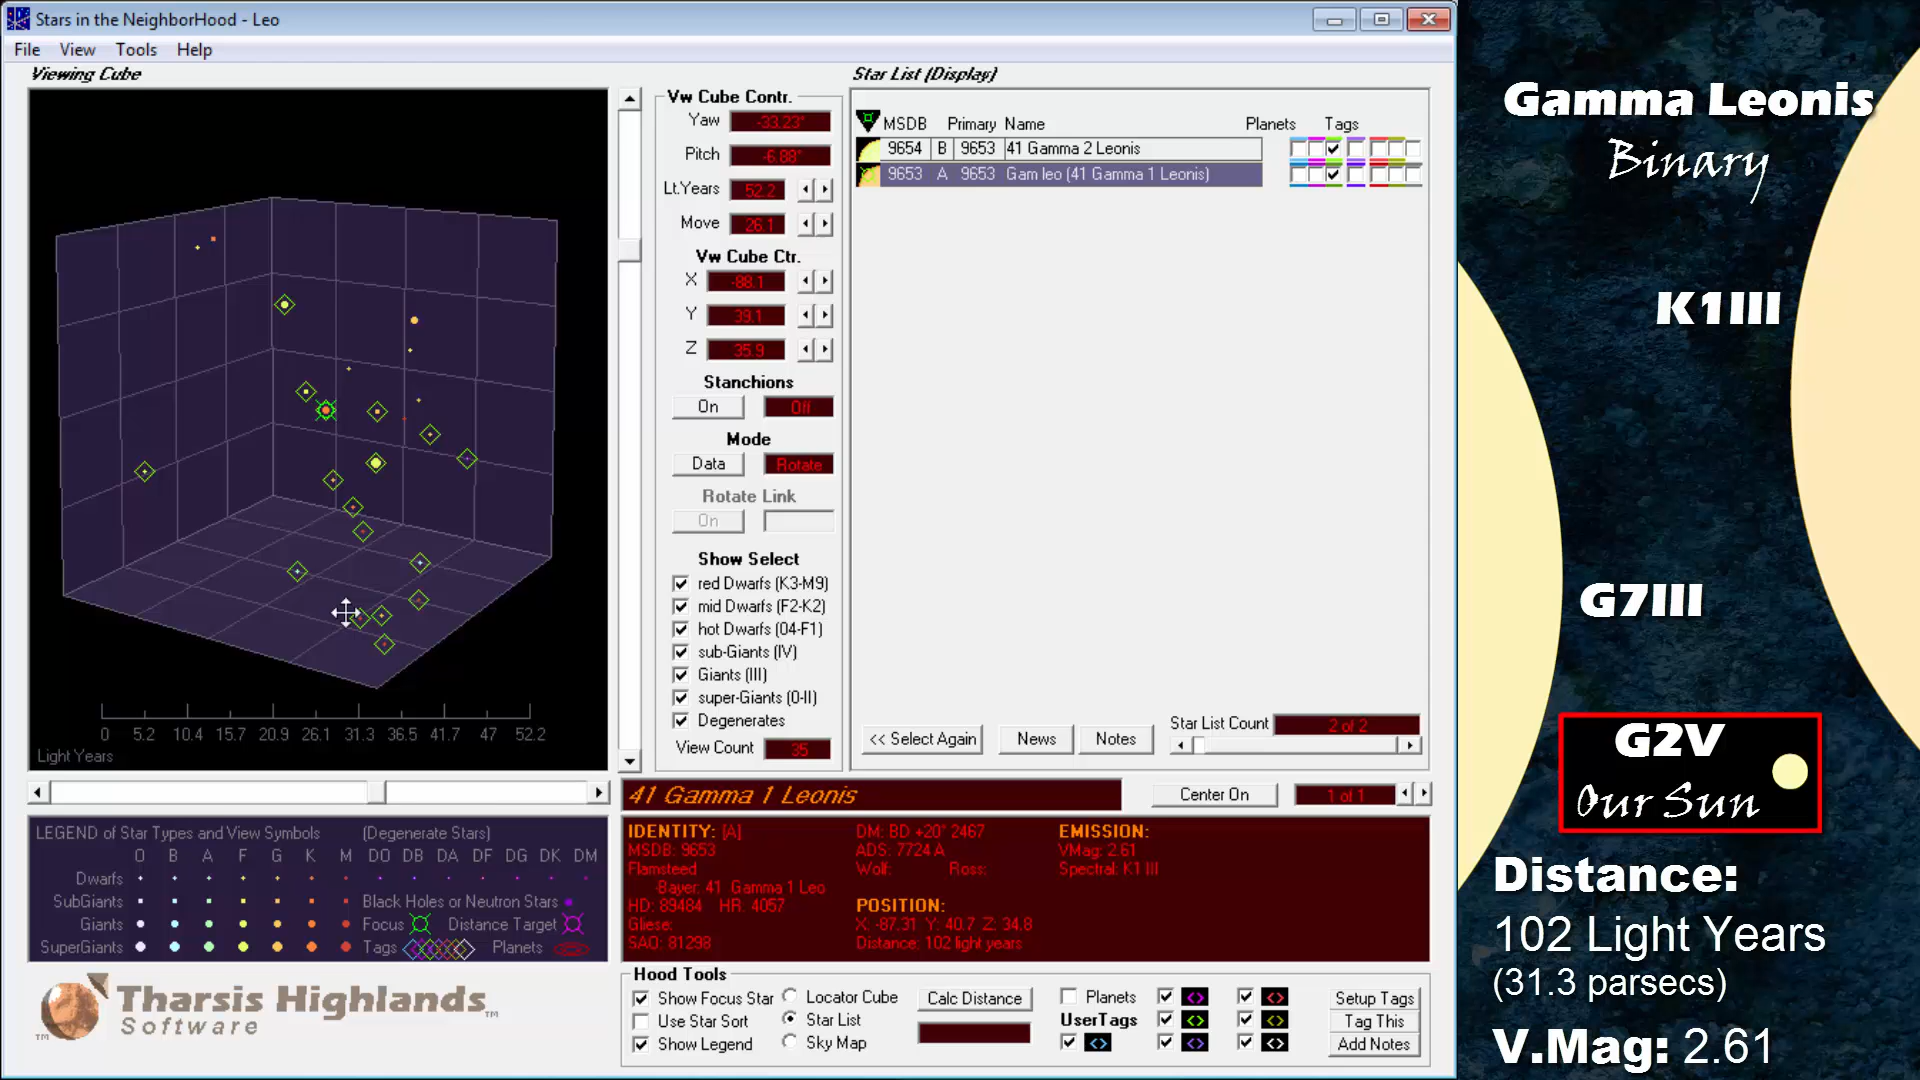 Stars in the NeighborHood - Leo
File View Tools Help
Viewing Cube
0 5.2 10.4 15.7 20.9 26.1 31.3 36.5 41.7 47 52.2
Light Years
Vw Cube Contr.
Yaw -33.23°
Pitch -6.88°
Lt.Years 52.2
Move 26.1
Vw Cube Ctr.
X -88.1
Y 39.1
Z 35.9
Stanchions
On Off
Mode
Data Rotate
Rotate Link
On
Show Select
red Dwarfs (K3-M9)
mid Dwarfs (F2-K2)
hot Dwarfs (04-F1)
sub-Giants (IV)
Giants (III)
super-Giants (0-II)
Degenerates
View Count 35
Star List (Display)
MSDB Primary Name Planets Tags
9654 B 9653 41 Gamma 2 Leonis
9653 A 9653 Gam leo (41 Gamma 1 Leonis)
<< Select Again News Notes
Star List Count 2 of 2
41 Gamma 1 Leonis
Center On 1 of 1
LEGEND of Star Types and View Symbols (Degenerate Stars)
O B A F G K M DO DB DA DF DG DK DM
Dwarfs
SubGiants Black Holes or Neutron Stars
Giants Focus Distance Target
SuperGiants Tags Planets
Tharsis Highlands™
Software
TM
IDENTITY: [A]
MSDB: 9653
Flamsteed
-Bayer: 41 Gamma 1 Leo
HD: 89484 HR: 4057
Gliese:
SAO: 81298
DM: BD +20° 2467
ADS: 7724 A
Wolf: Ross:
POSITION:
X: -87.31 Y: 40.7 Z: 34.8
Distance: 102 light years
EMISSION:
VMag: 2.61
Spectral: K1 III
Hood Tools
Show Focus Star
Use Star Sort
Show Legend
Locator Cube
Star List
Sky Map
Calc Distance
Planets
UserTags
Setup Tags
Tag This
Add Notes
Gamma Leonis
Binary
K1III
G7III
G2V
Our Sun
Distance:
102 Light Years
(31.3 parsecs)
V.Mag: 2.61